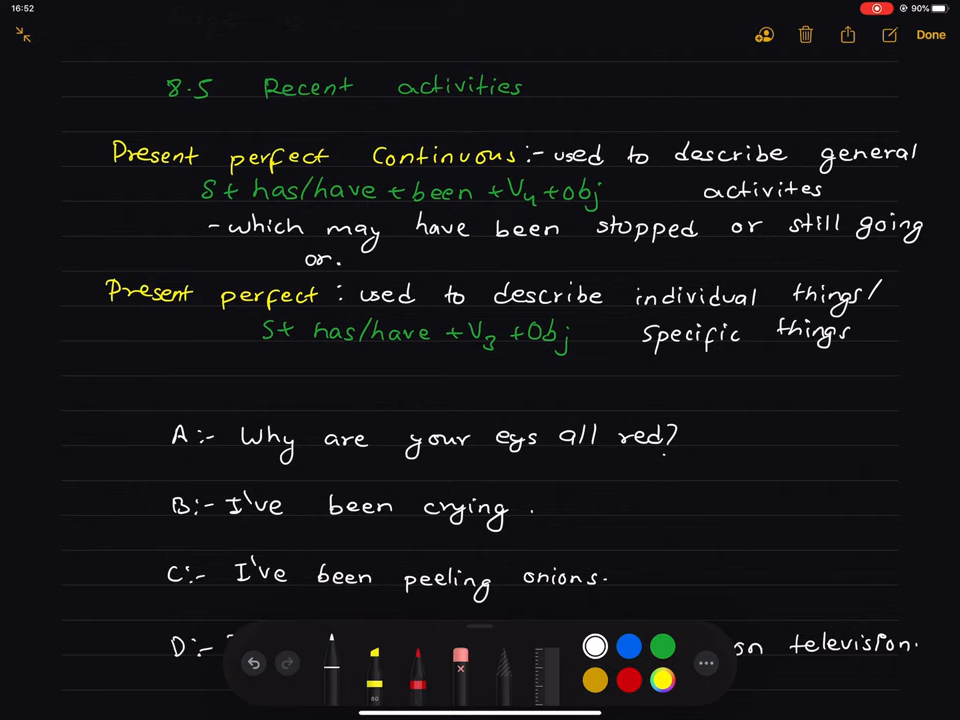 16:52
90%
Done
8.5 Recent activities
Present perfect Continuous :- used to describe general
S+ has/have + been + V4 + obj activites
- which may have been stopped or still going
or.
Present perfect : used to describe individual things/
S+ has/have + V3 + Obj specific things
A :- Why are your eys all red?
B :- I've been crying.
C :- I've been peeling onions.
D :- on television.
80